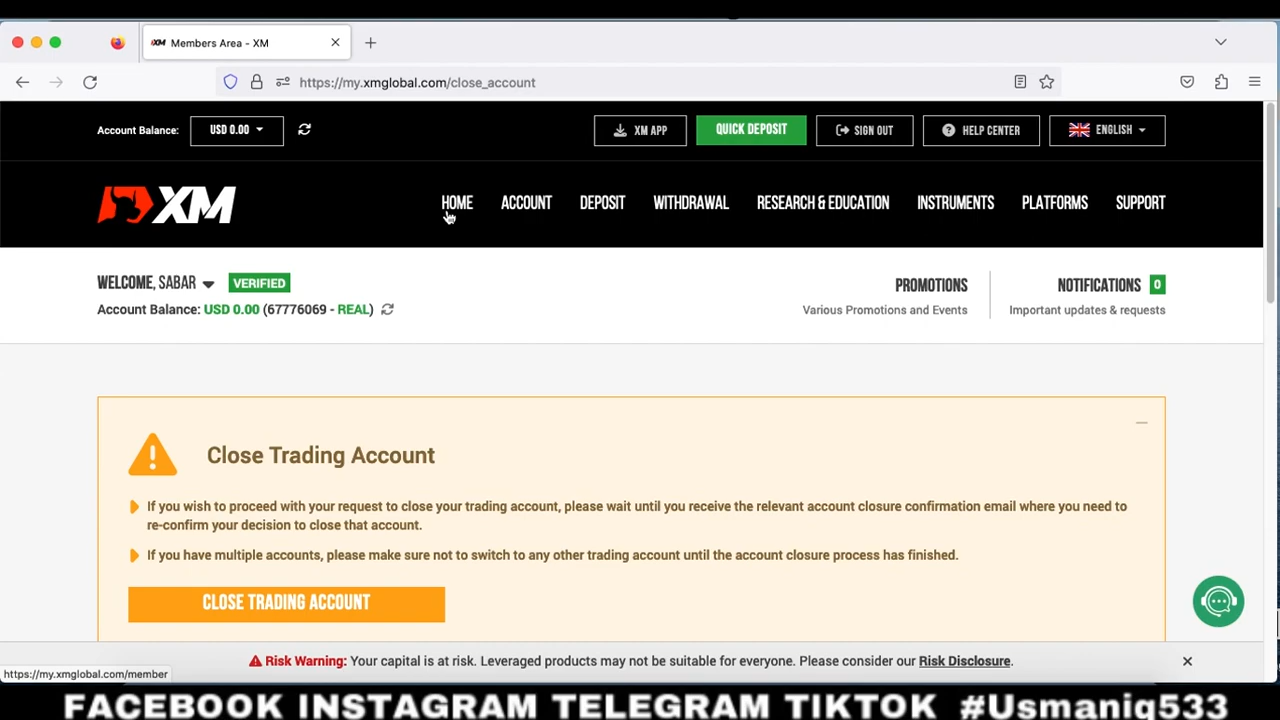 XM Members Area - XM
https://my.xmglobal.com/close_account
Account Balance: USD 0.00 XM APP QUICK DEPOSIT SIGN OUT HELP CENTER ENGLISH
XM HOME ACCOUNT DEPOSIT WITHDRAWAL RESEARCH & EDUCATION INSTRUMENTS PLATFORMS SUPPORT
WELCOME, SABAR VERIFIED PROMOTIONS NOTIFICATIONS 0
Account Balance: USD 0.00 (67776069 - REAL) Various Promotions and Events Important updates & requests
Close Trading Account
If you wish to proceed with your request to close your trading account, please wait until you receive the relevant account closure confirmation email where you need to
re-confirm your decision to close that account.
If you have multiple accounts, please make sure not to switch to any other trading account until the account closure process has finished.
CLOSE TRADING ACCOUNT
Risk Warning: Your capital is at risk. Leveraged products may not be suitable for everyone. Please consider our Risk Disclosure.
https://my.xmglobal.com/member
FACEBOOK INSTAGRAM TELEGRAM TIKTOK #Usmaniq533